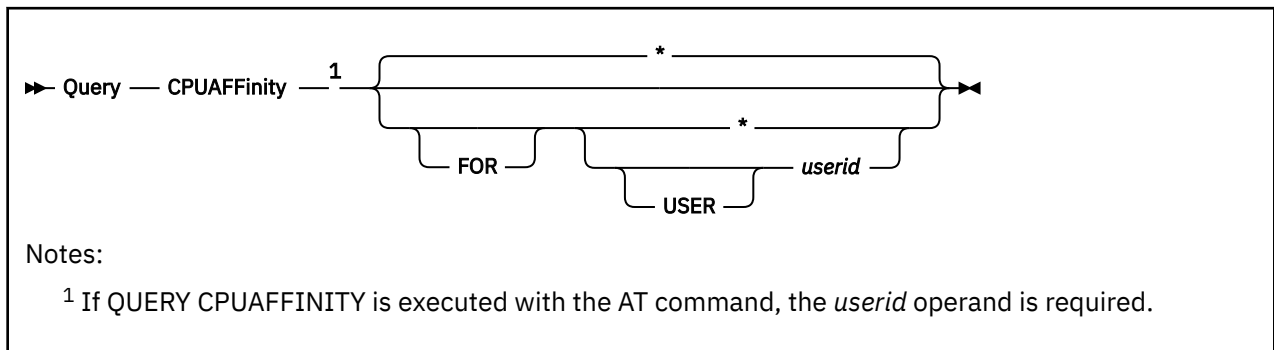 *
Query CPUAFFinity 1
*
FOR userid
USER
Notes:
1 If QUERY CPUAFFINITY is executed with the AT command, the userid operand is required.